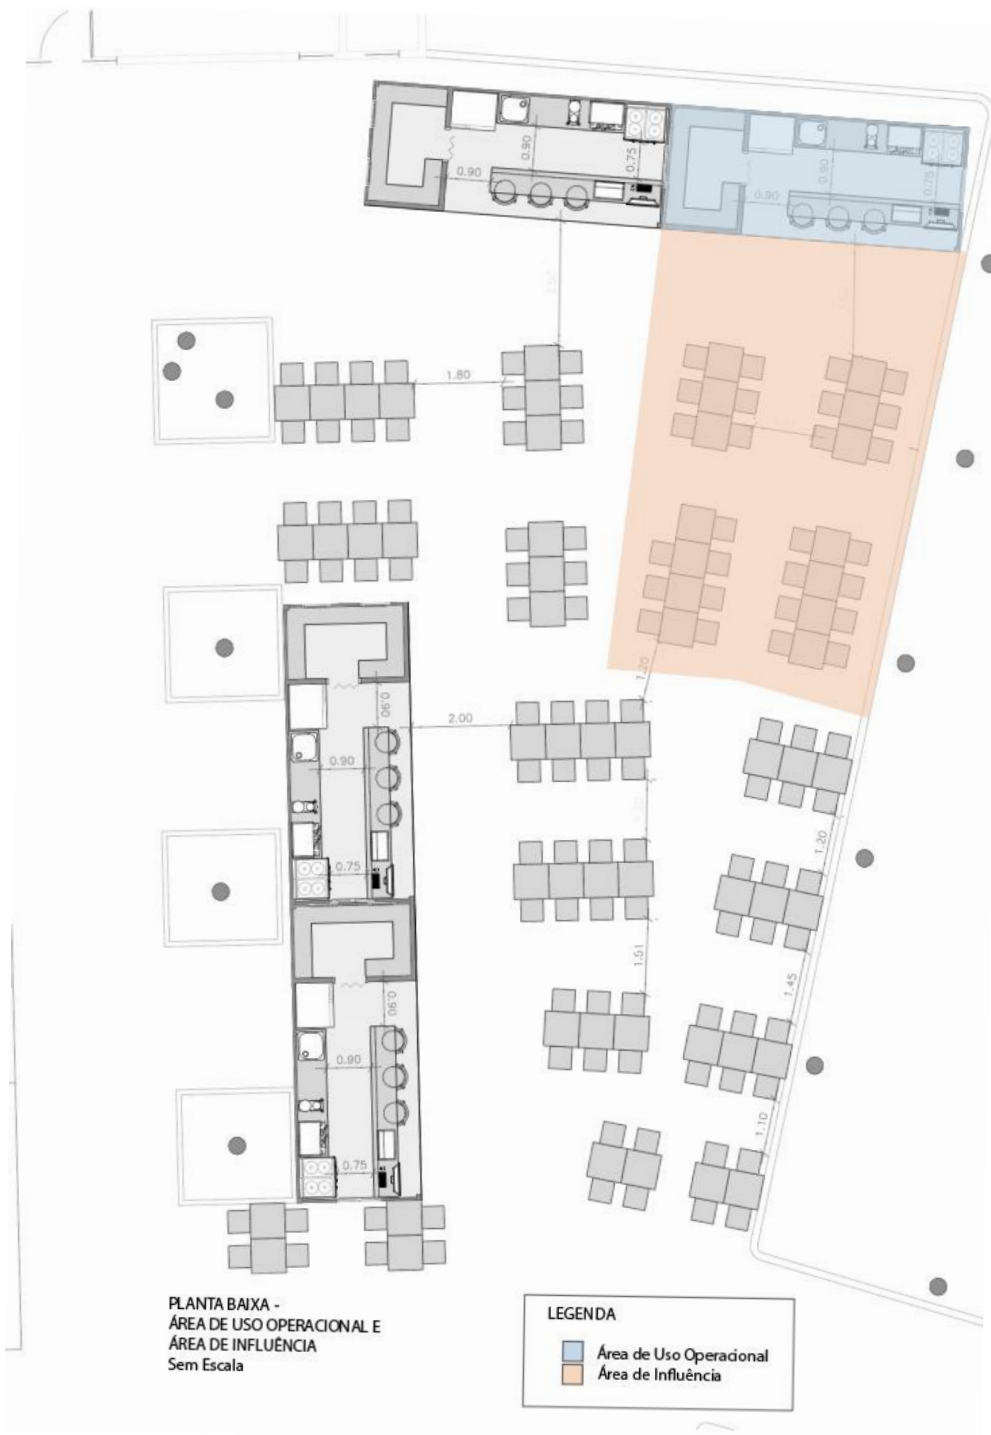 0.90
0.75
0.90
0.90
0.75
0.90
1.80
1.20
0.90
2.00
0.90
1.20
0.75
1.51
1.45
0.90
0.90
1.10
0.75
PLANTA BAIXA -
ÁREA DE USO OPERACIONAL E
ÁREA DE INFLUÊNCIA
Sem Escala
LEGENDA
Área de Uso Operacional
Área de Influência